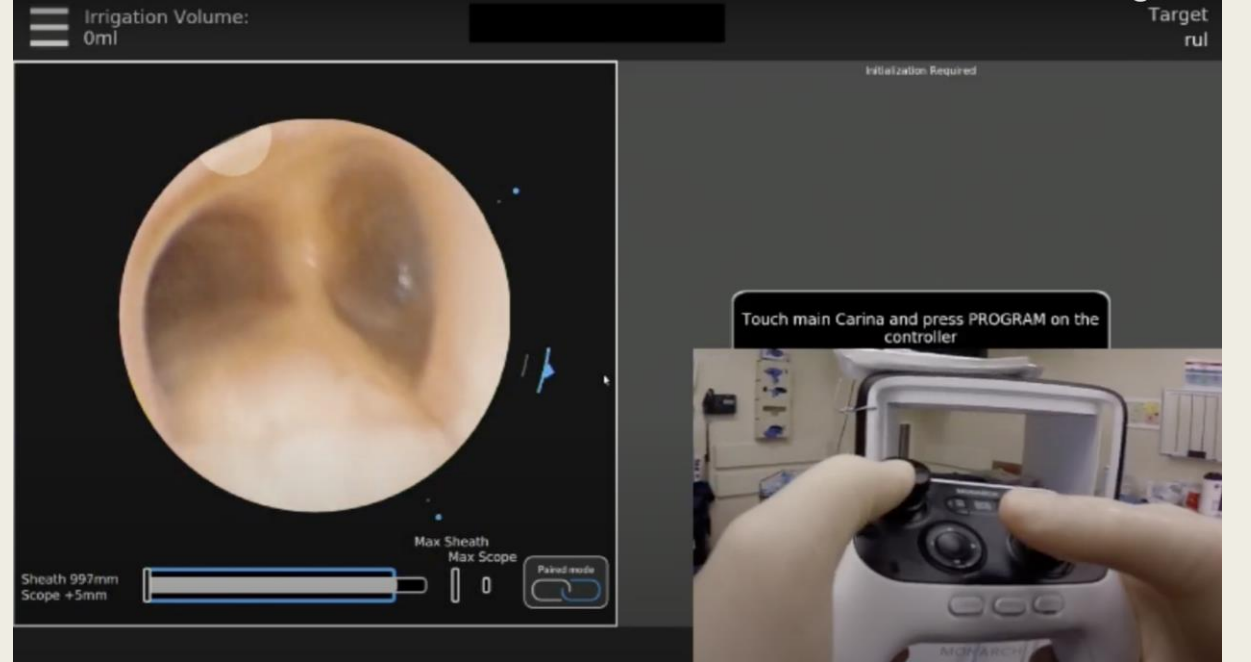 Irrigation Volume:
0ml
Target
rul
Initialization Required
Touch main Carina and press PROGRAM on the
controller
Max Sheath
Max Scope
Sheath 997mm
Scope +5mm
Paired mode
MONARCH